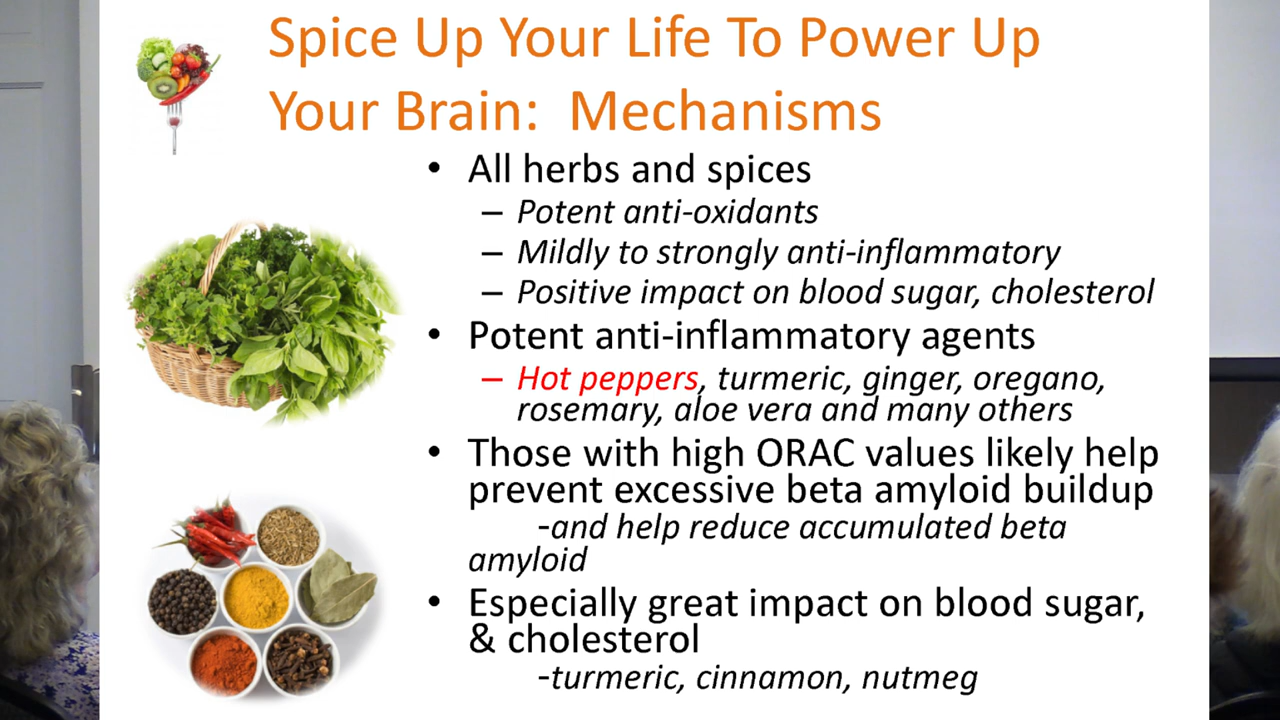 Spice Up Your Life To Power Up
Your Brain:  Mechanisms
• All herbs and spices
– Potent anti-oxidants
– Mildly to strongly anti-inflammatory
– Positive impact on blood sugar, cholesterol
• Potent anti-inflammatory agents
– Hot peppers, turmeric, ginger, oregano,
rosemary, aloe vera and many others
• Those with high ORAC values likely help
prevent excessive beta amyloid buildup
-and help reduce accumulated beta
amyloid
• Especially great impact on blood sugar,
& cholesterol
-turmeric, cinnamon, nutmeg